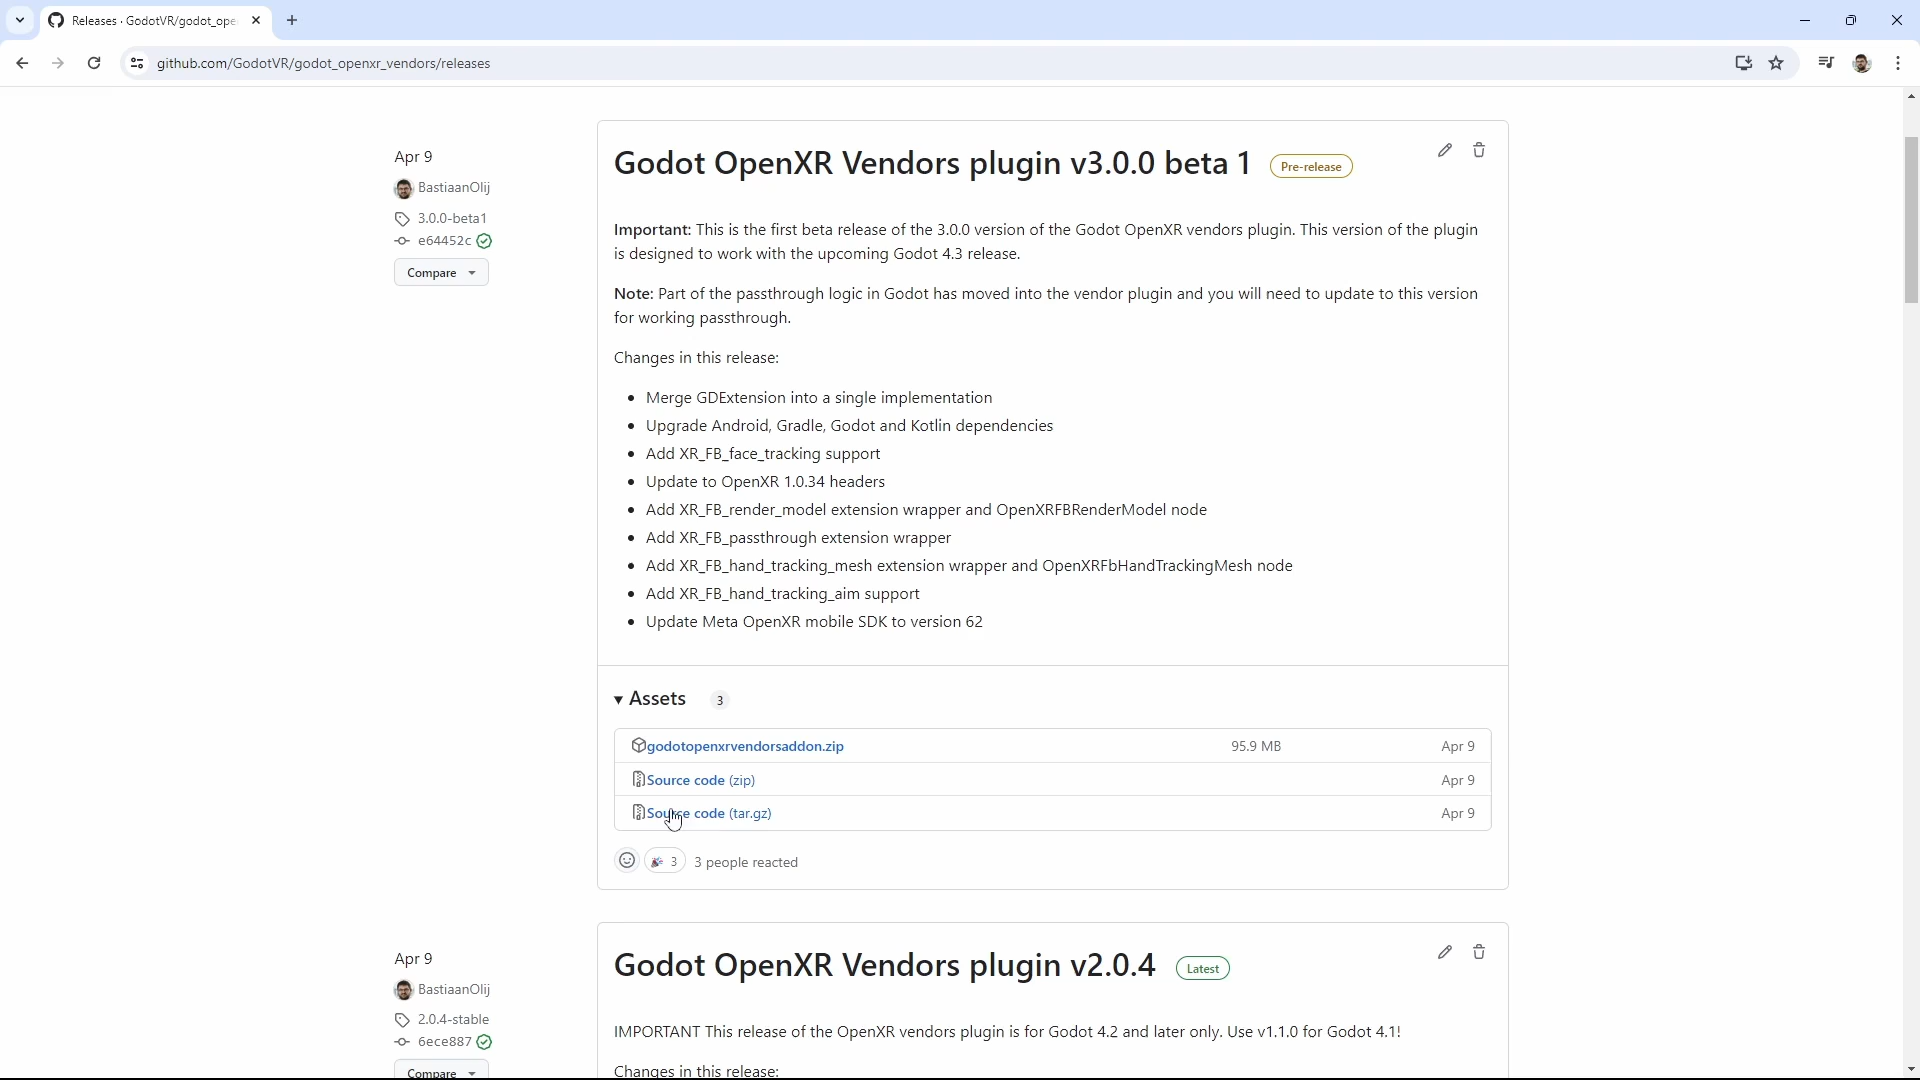 Releases · GodotVR/godot_ope
github.com/GodotVR/godot_openxr_vendors/releases
Apr 9
BastiaanOlij
3.0.0-beta1
e64452c
Compare
Godot OpenXR Vendors plugin v3.0.0 beta 1 Pre-release
Important: This is the first beta release of the 3.0.0 version of the Godot OpenXR vendors plugin. This version of the plugin
is designed to work with the upcoming Godot 4.3 release.
Note: Part of the passthrough logic in Godot has moved into the vendor plugin and you will need to update to this version
for working passthrough.
Changes in this release:
• Merge GDExtension into a single implementation
• Upgrade Android, Gradle, Godot and Kotlin dependencies
• Add XR_FB_face_tracking support
• Update to OpenXR 1.0.34 headers
• Add XR_FB_render_model extension wrapper and OpenXRFBRenderModel node
• Add XR_FB_passthrough extension wrapper
• Add XR_FB_hand_tracking_mesh extension wrapper and OpenXRFbHandTrackingMesh node
• Add XR_FB_hand_tracking_aim support
• Update Meta OpenXR mobile SDK to version 62
Assets 3
godotopenxrvendorsaddon.zip 95.9 MB Apr 9
Source code (zip) Apr 9
Source code (tar.gz) Apr 9
3 3 people reacted
Apr 9
BastiaanOlij
2.0.4-stable
6ece887
Compare
Godot OpenXR Vendors plugin v2.0.4 Latest
IMPORTANT This release of the OpenXR vendors plugin is for Godot 4.2 and later only. Use v1.1.0 for Godot 4.1!
Changes in this release: